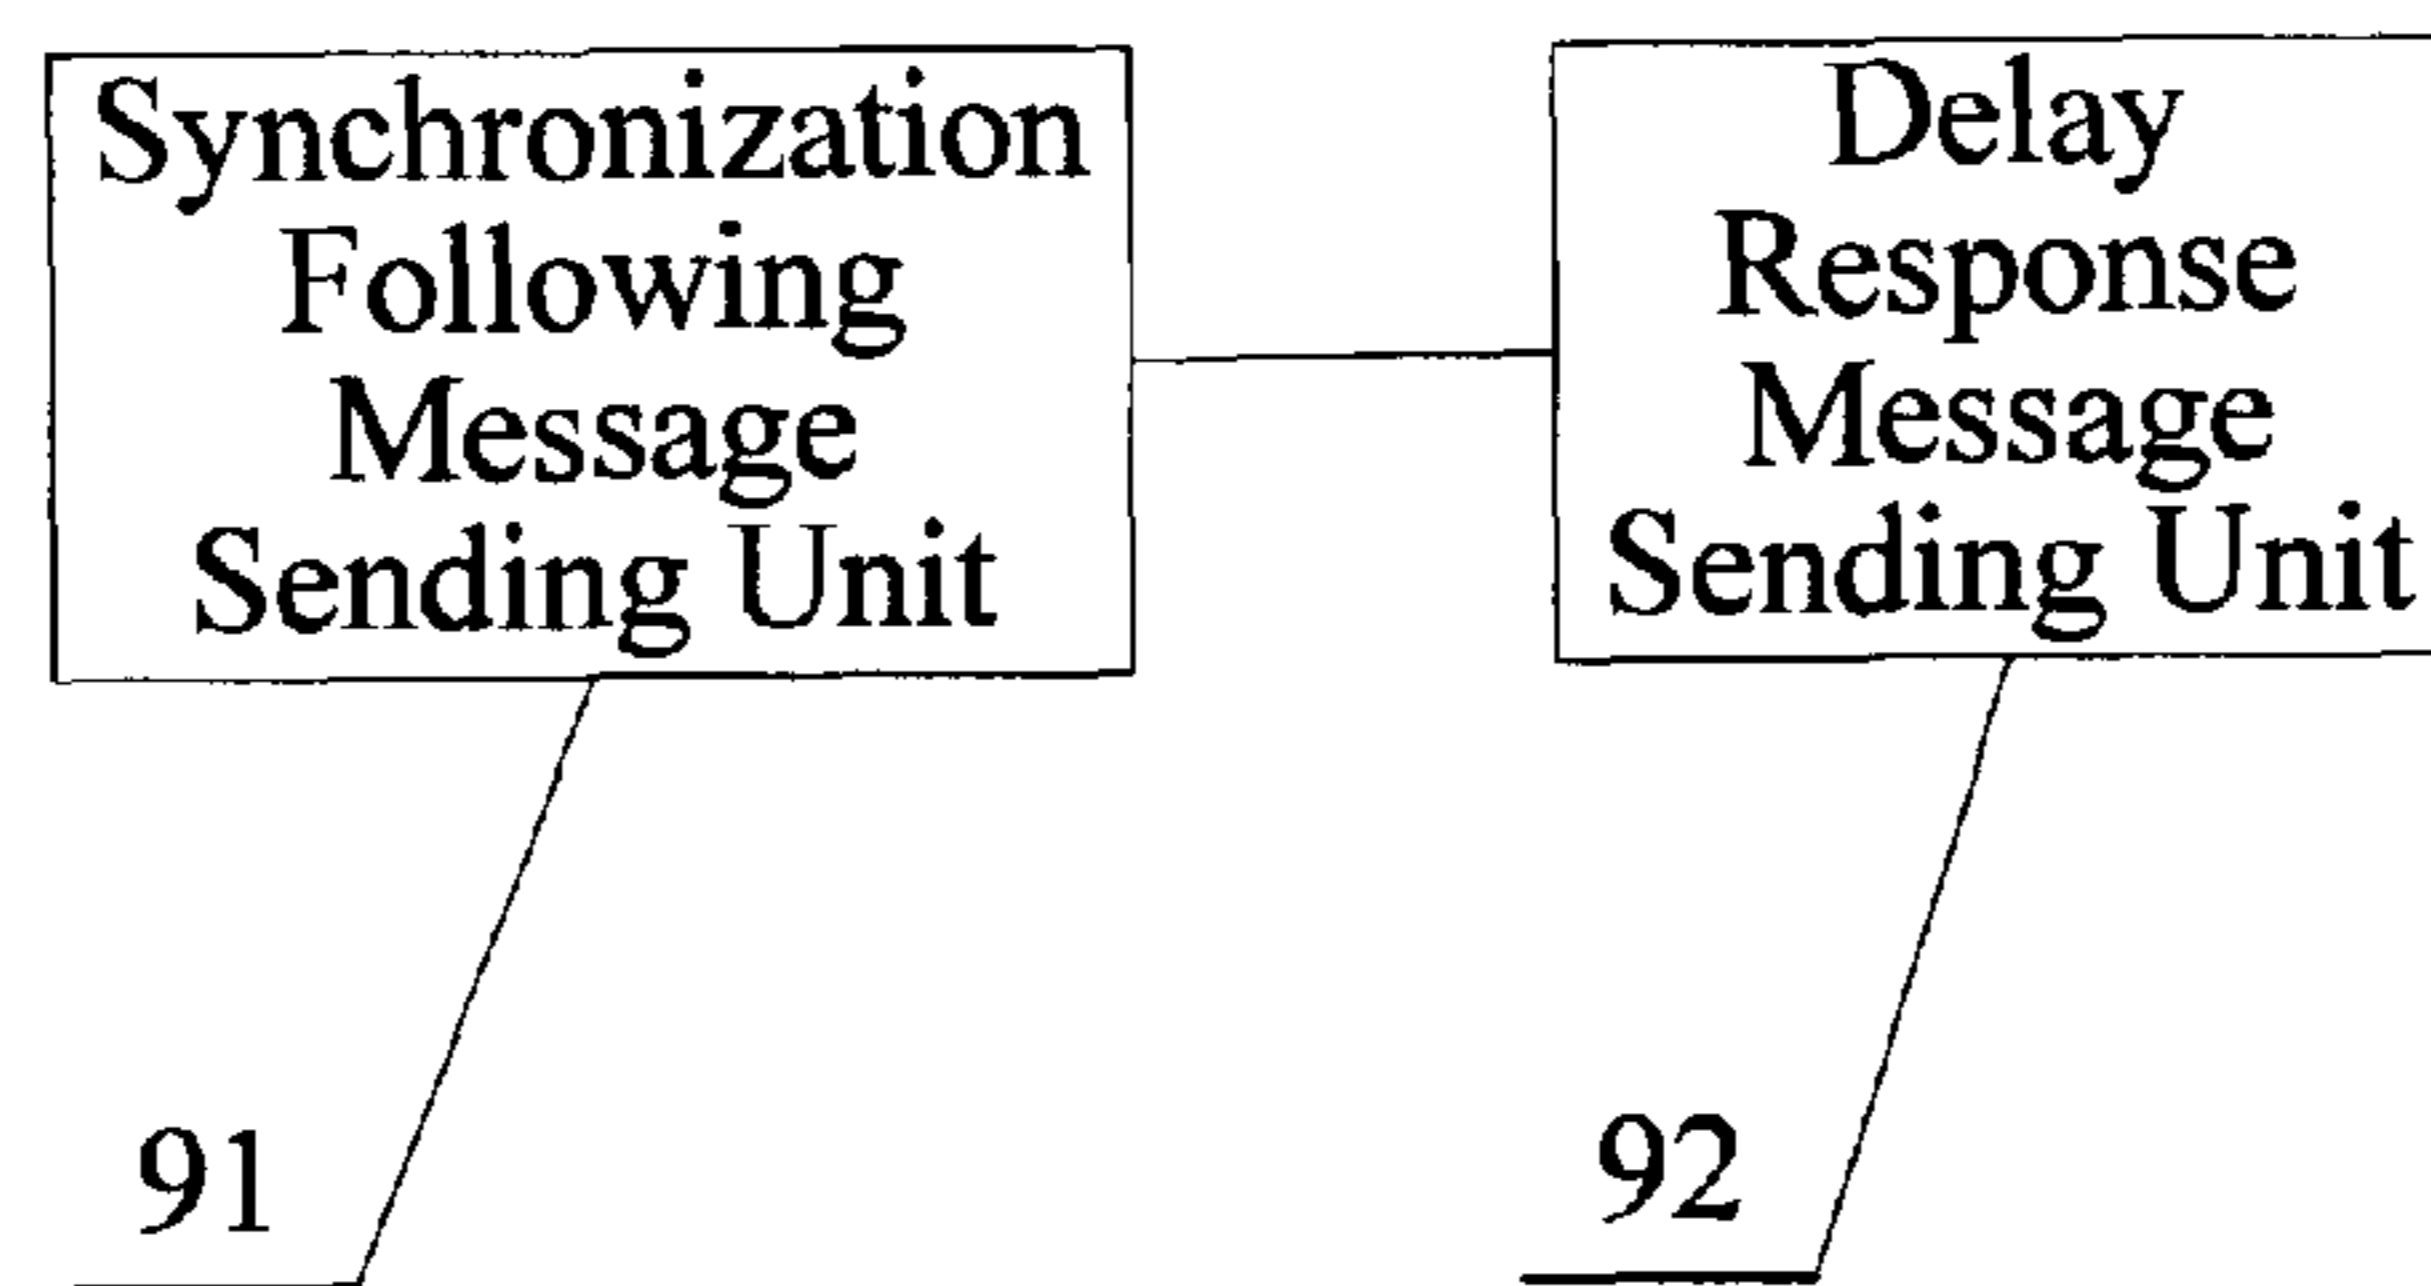 Synchronization
Following
Message
Sending Unit
Delay
Response
Message
Sending Unit
91
92